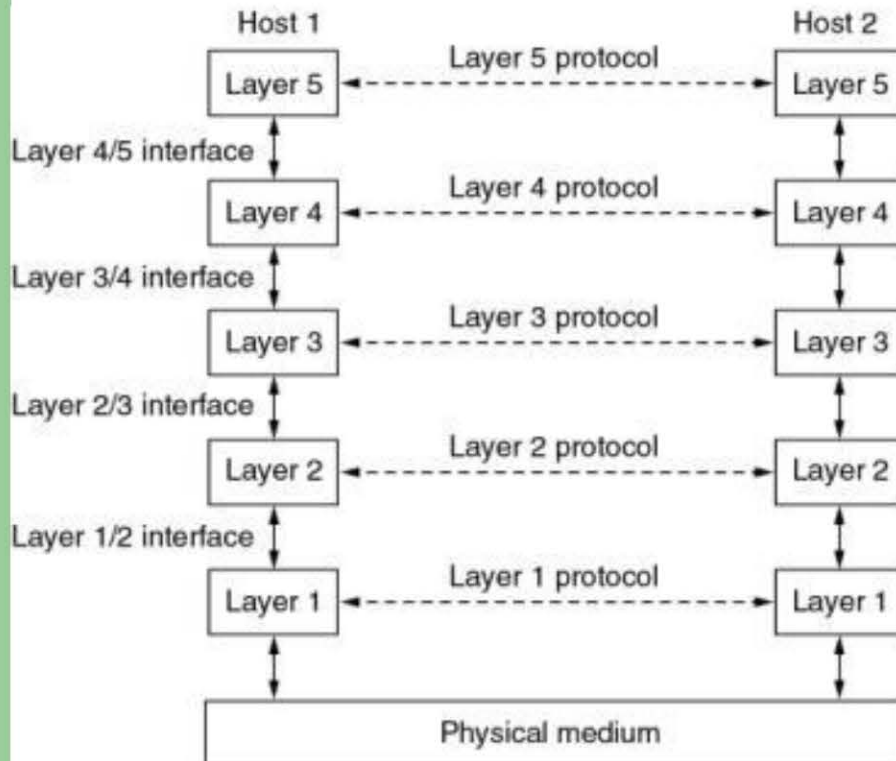 Host 1
Host 2
Layer 5 protocol
Layer 5
Layer 5
Layer 4/5 interface
Layer 4 protocol
Layer 4
Layer 4
Layer 3/4 interface
Layer 3 protocol
Layer 3
Layer 3
Layer 2/3 interface
Layer 2 protocol
Layer 2
Layer 2
Layer 1/2 interface
Layer 1 protocol
Layer 1
Layer 1
Physical medium